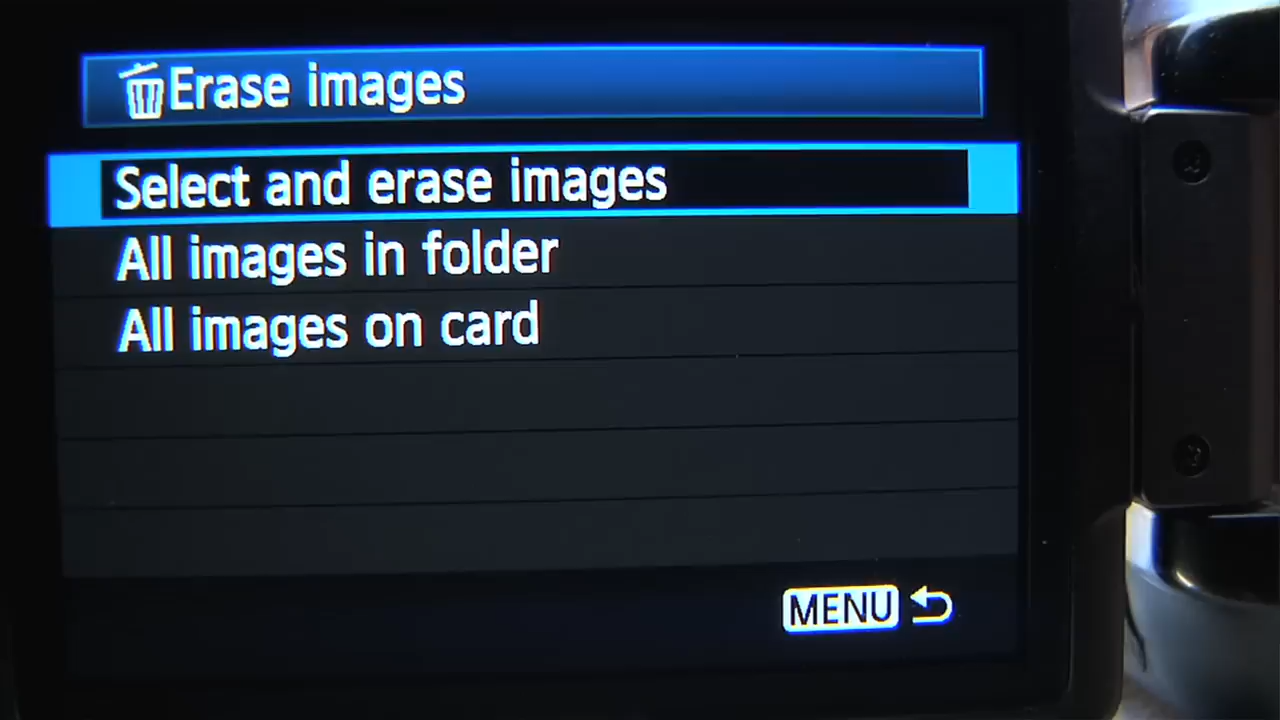 Erase images
Select and erase images
All images in folder
All images on card
MENU